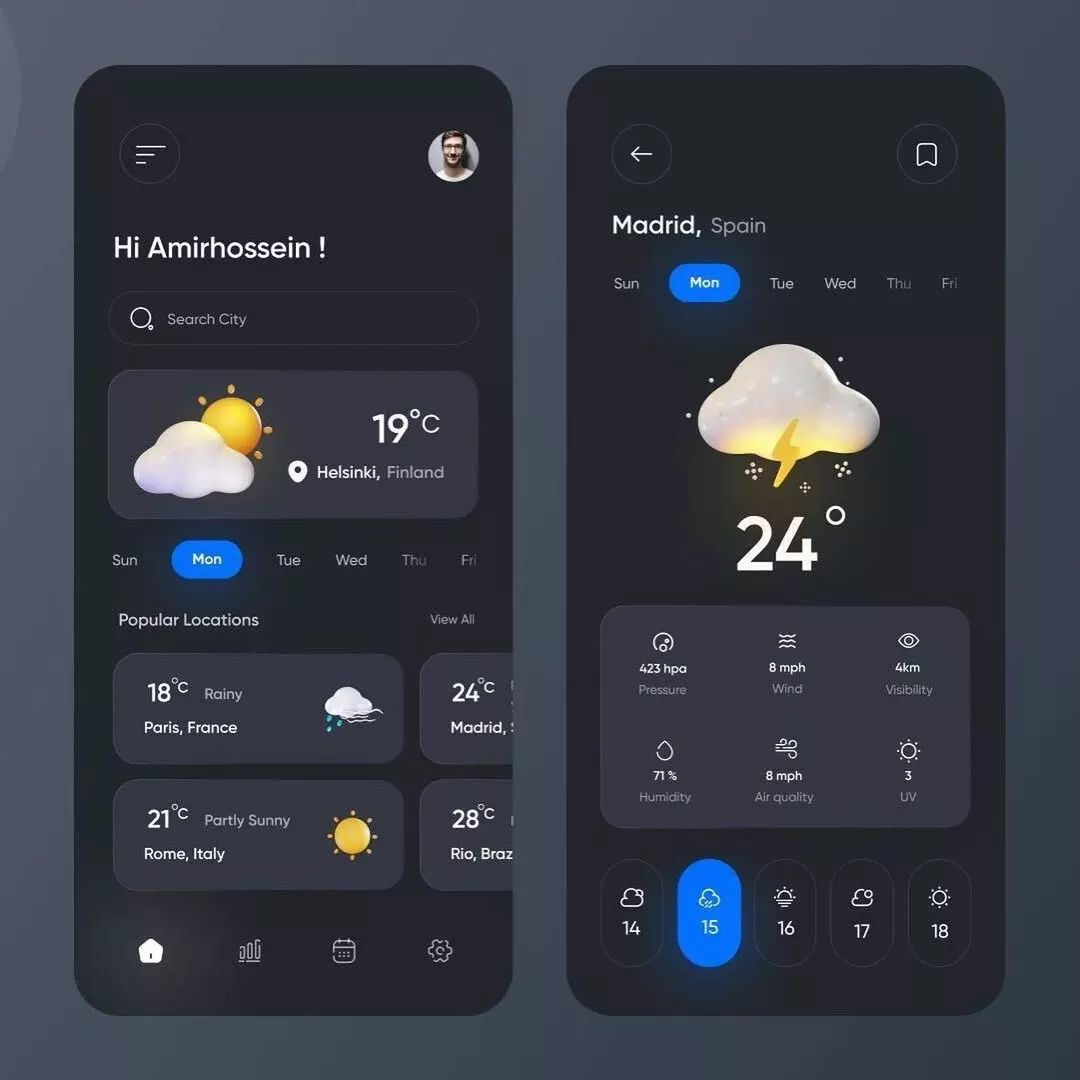 Hi Amirhossein !
Search City
19°C
Helsinki, Finland
Sun Mon Tue Wed Thu Fri
Popular Locations View All
18°C Rainy
Paris, France
24°C
Madrid,
21°C Partly Sunny
Rome, Italy
28°C
Rio, Braz
Madrid, Spain
Sun Mon Tue Wed Thu Fri
24°
423 hpa 8 mph 4km
Pressure Wind Visibility
71 % 8 mph 3
Humidity Air quality UV
14 15 16 17 18